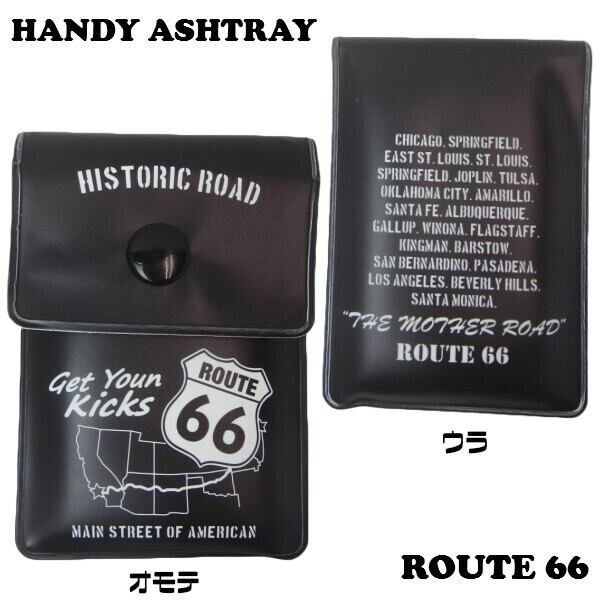 HANDY ASHTRAY
HISTORIC ROAD
Get Your
Kicks
ROUTE
66
MAIN STREET OF AMERICAN
オモテ
CHICAGO. SPRINGFIELD.
EAST ST. LOUIS. ST. LOUIS.
SPRINGFIELD. JOPLIN. TULSA.
OKLAHOMA CITY. AMARILLO.
SANTA FE. ALBUQUERQUE.
GALLUP. WINONA. FLAGSTAFF.
KINGMAN. BARSTOW.
SAN BERNARDINO. PASADENA.
LOS ANGELES. BEVERLY HILLS.
SANTA MONICA.
"THE MOTHER ROAD"
ROUTE 66
ウラ
ROUTE 66